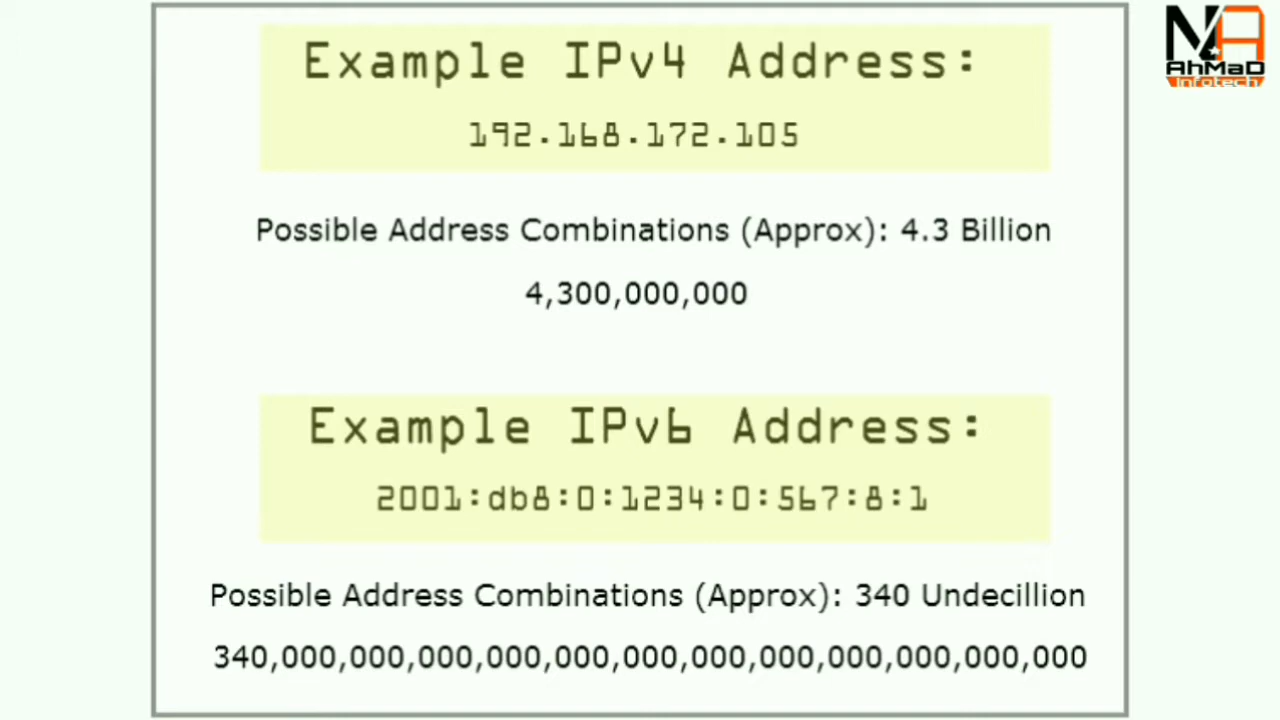 Example IPv4 Address:
192.168.172.105
Possible Address Combinations (Approx): 4.3 Billion
4,300,000,000
Example IPv6 Address:
2001:db8:0:1234:0:567:8:1
Possible Address Combinations (Approx): 340 Undecillion
340,000,000,000,000,000,000,000,000,000,000,000,000
NA
AhMaD
Infotech